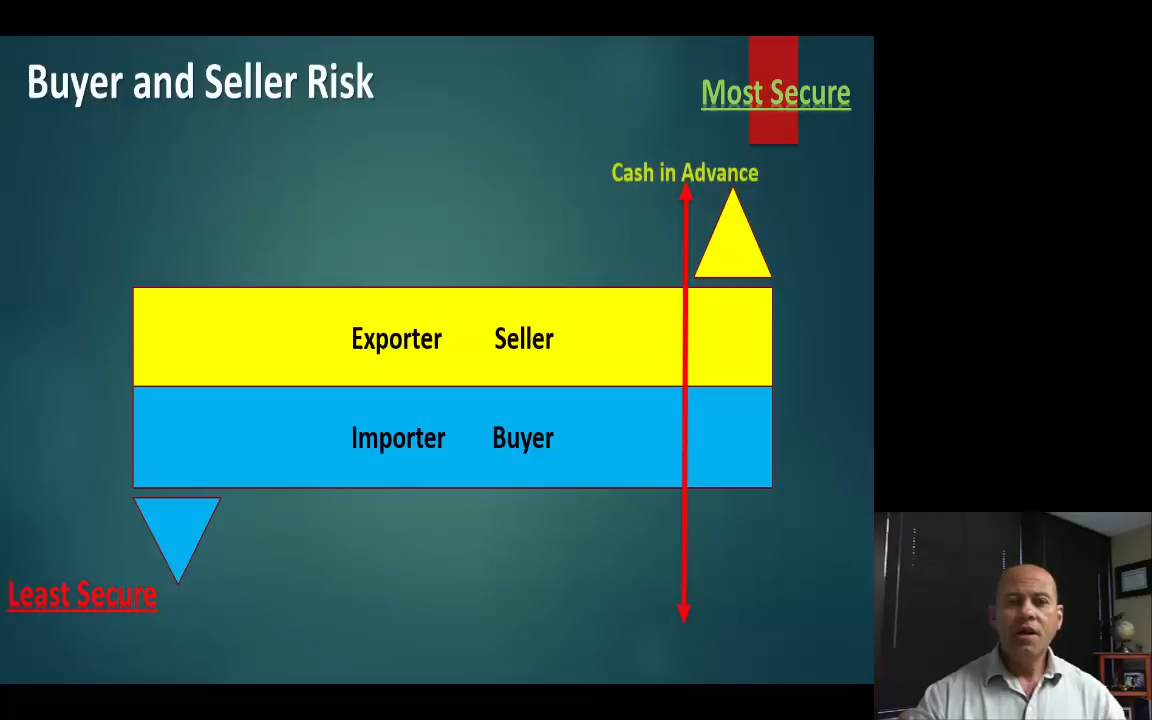 Buyer and Seller Risk
Most Secure
Cash in Advance
Exporter Seller
Importer Buyer
Least Secure